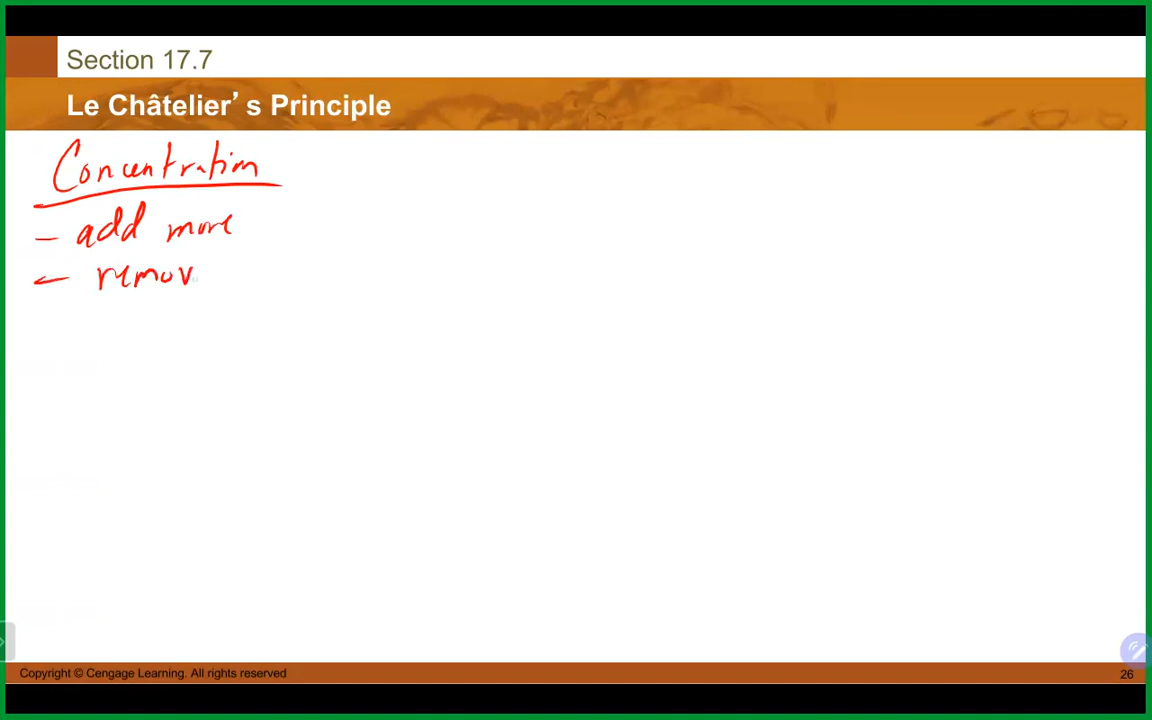 Section 17.7
Le Châtelier’s Principle
Concentration
- add more
- remov
Copyright © Cengage Learning. All rights reserved
26